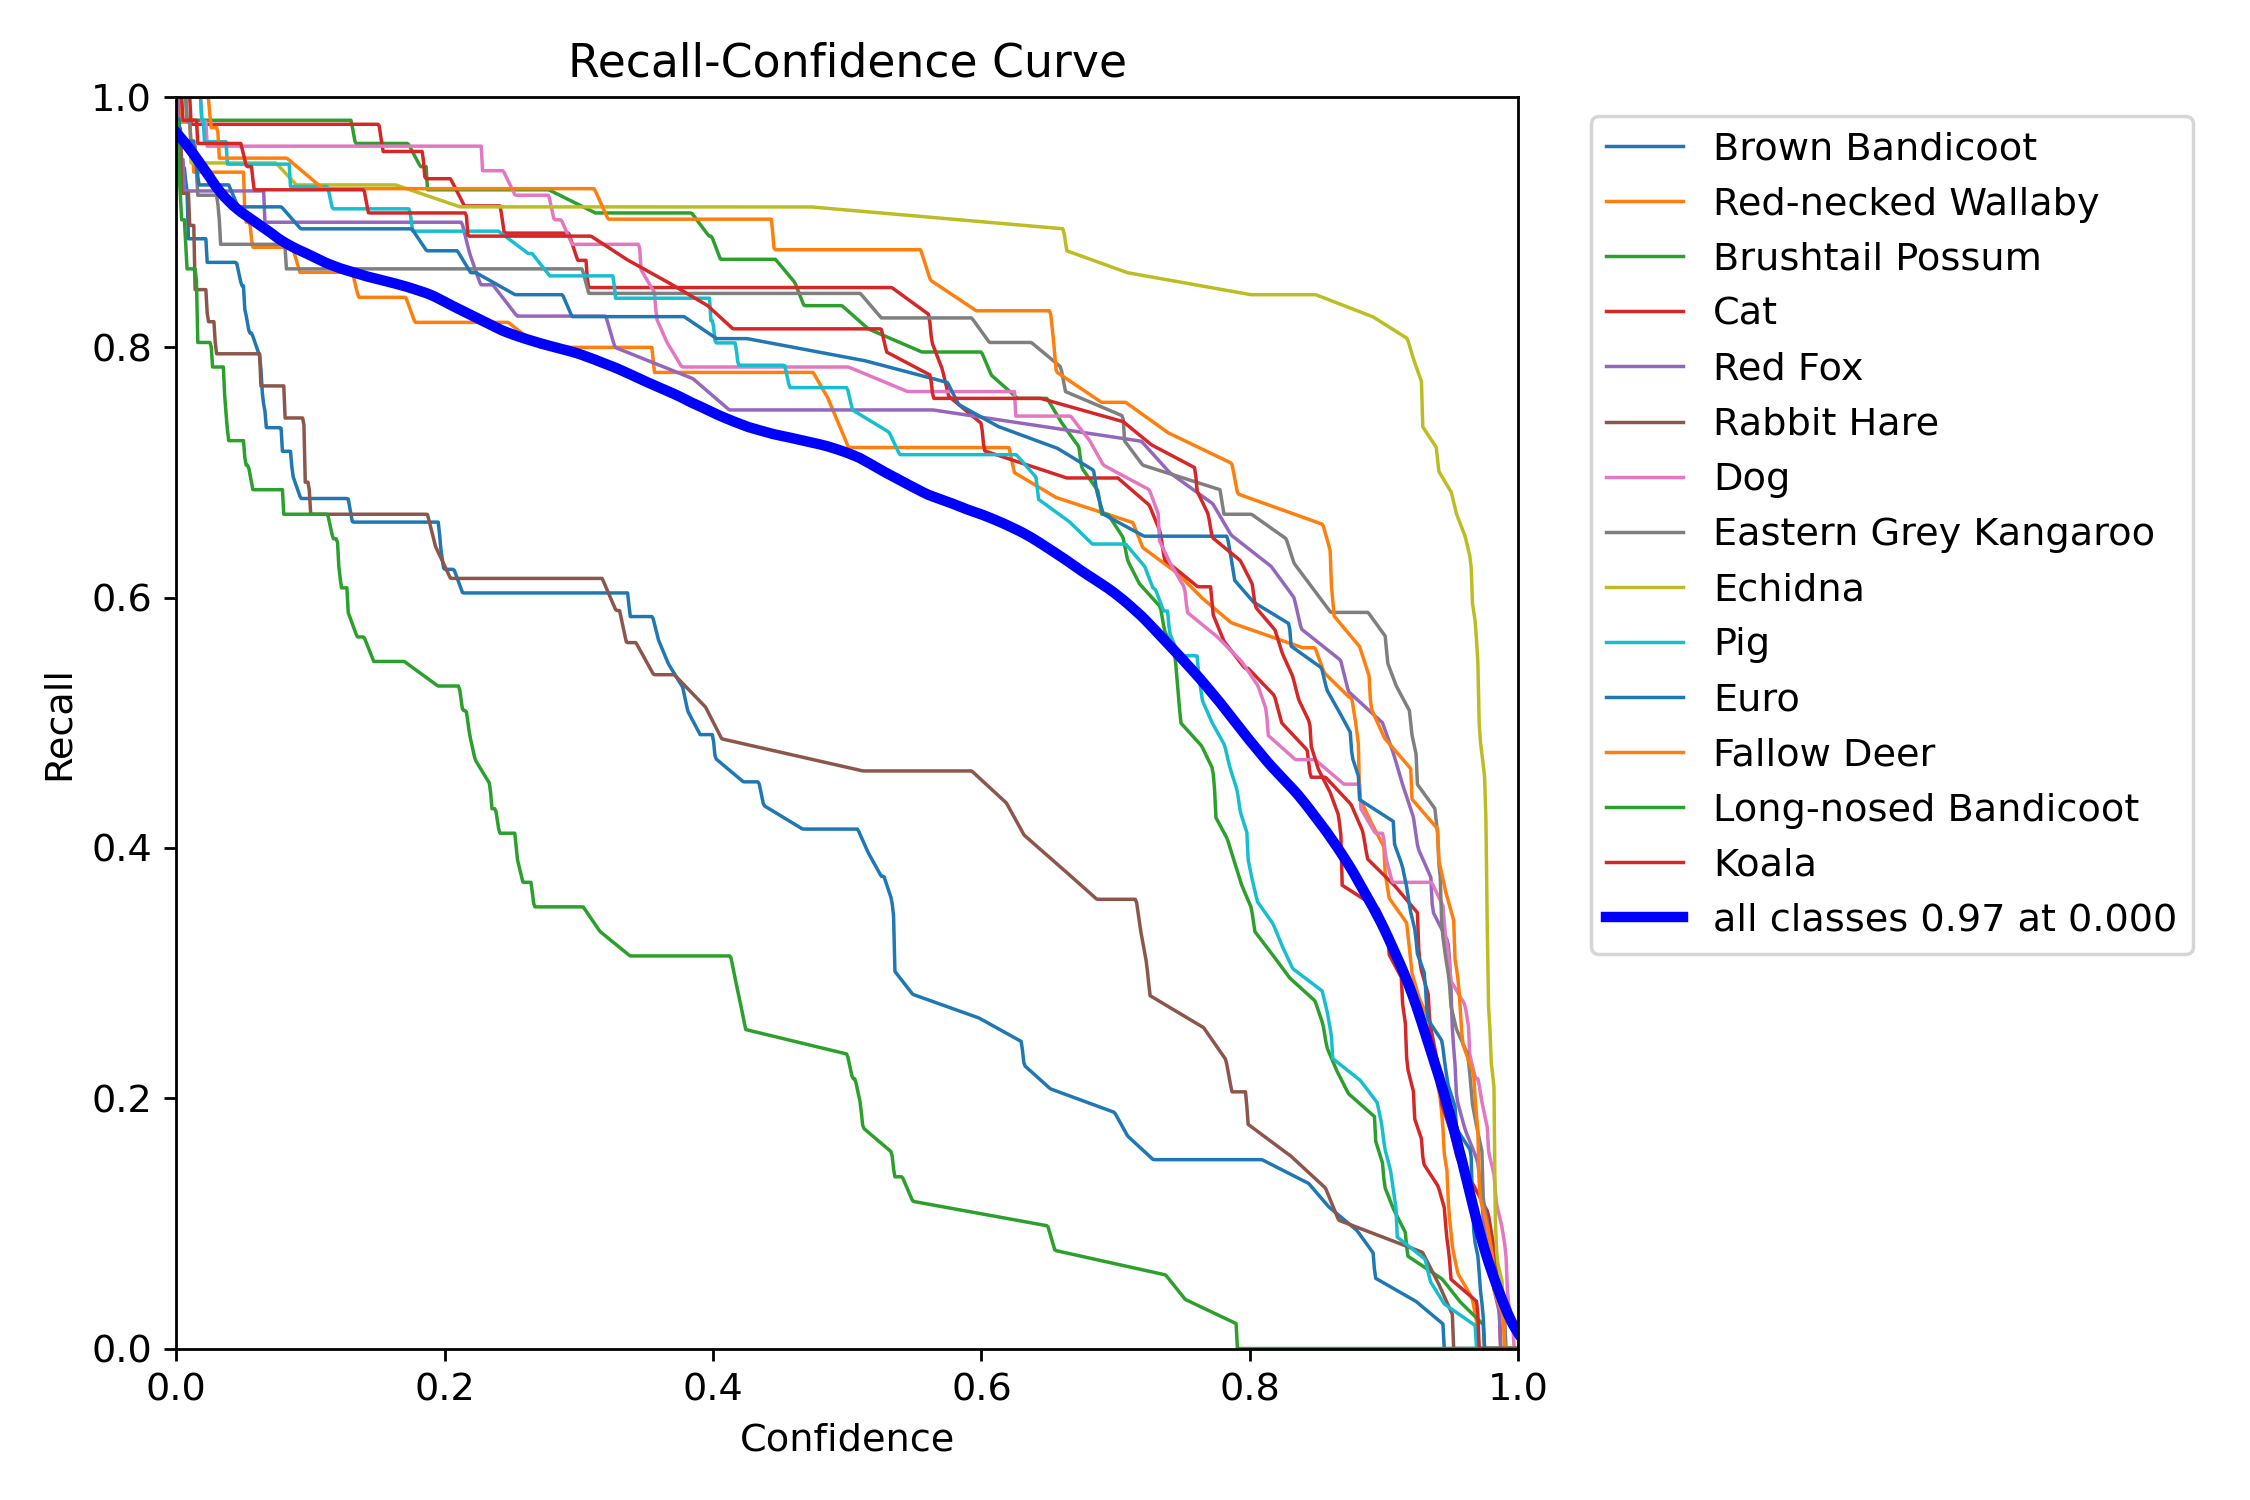 Recall-Confidence Curve
1.0
0.8
0.6
0.4
0.2
0.0
Recall
0.0 0.2 0.4 0.6 0.8 1.0
Confidence
Brown Bandicoot
Red-necked Wallaby
Brushtail Possum
Cat
Red Fox
Rabbit Hare
Dog
Eastern Grey Kangaroo
Echidna
Pig
Euro
Fallow Deer
Long-nosed Bandicoot
Koala
all classes 0.97 at 0.000